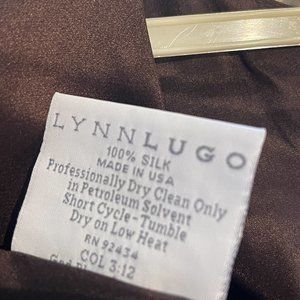 LYNNLUGO
100% SILK
MADE IN USA
Professionally Dry Clean Only
in Petroleum Solvent
Short Cycle-Tumble
Dry on Low Heat
RN 92434
COL 3:12